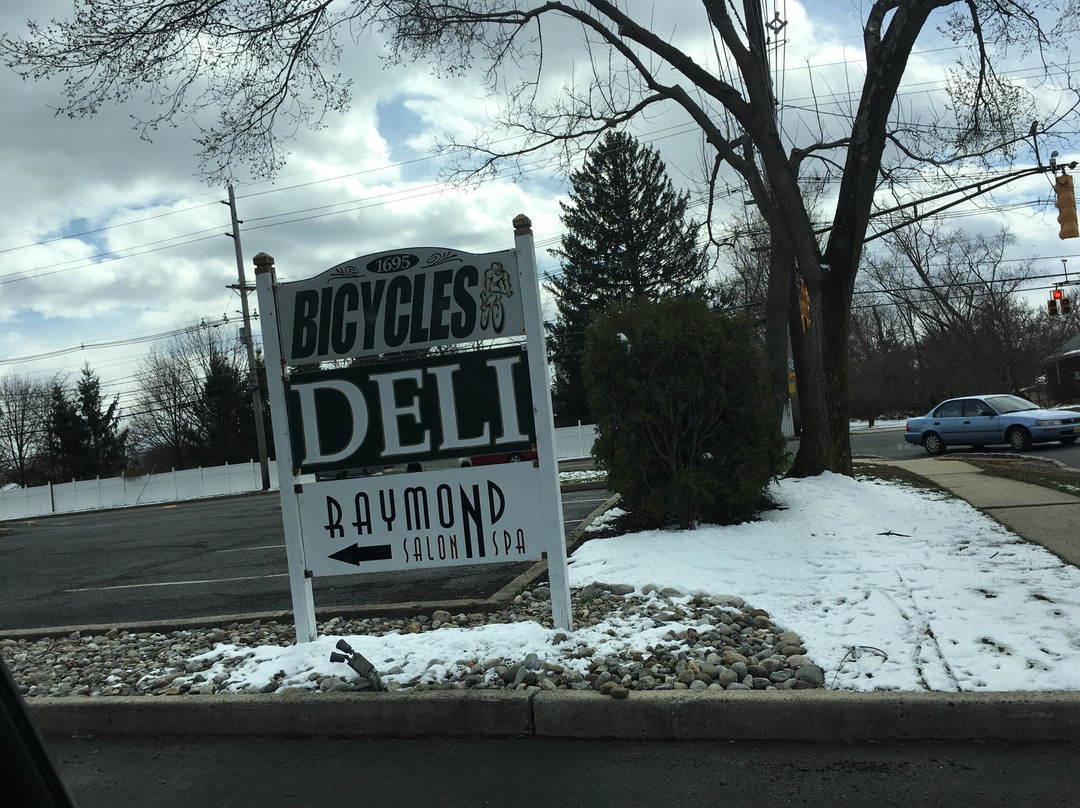 1695
BICYCLES
DELI
RAYMOND
SALON SPA